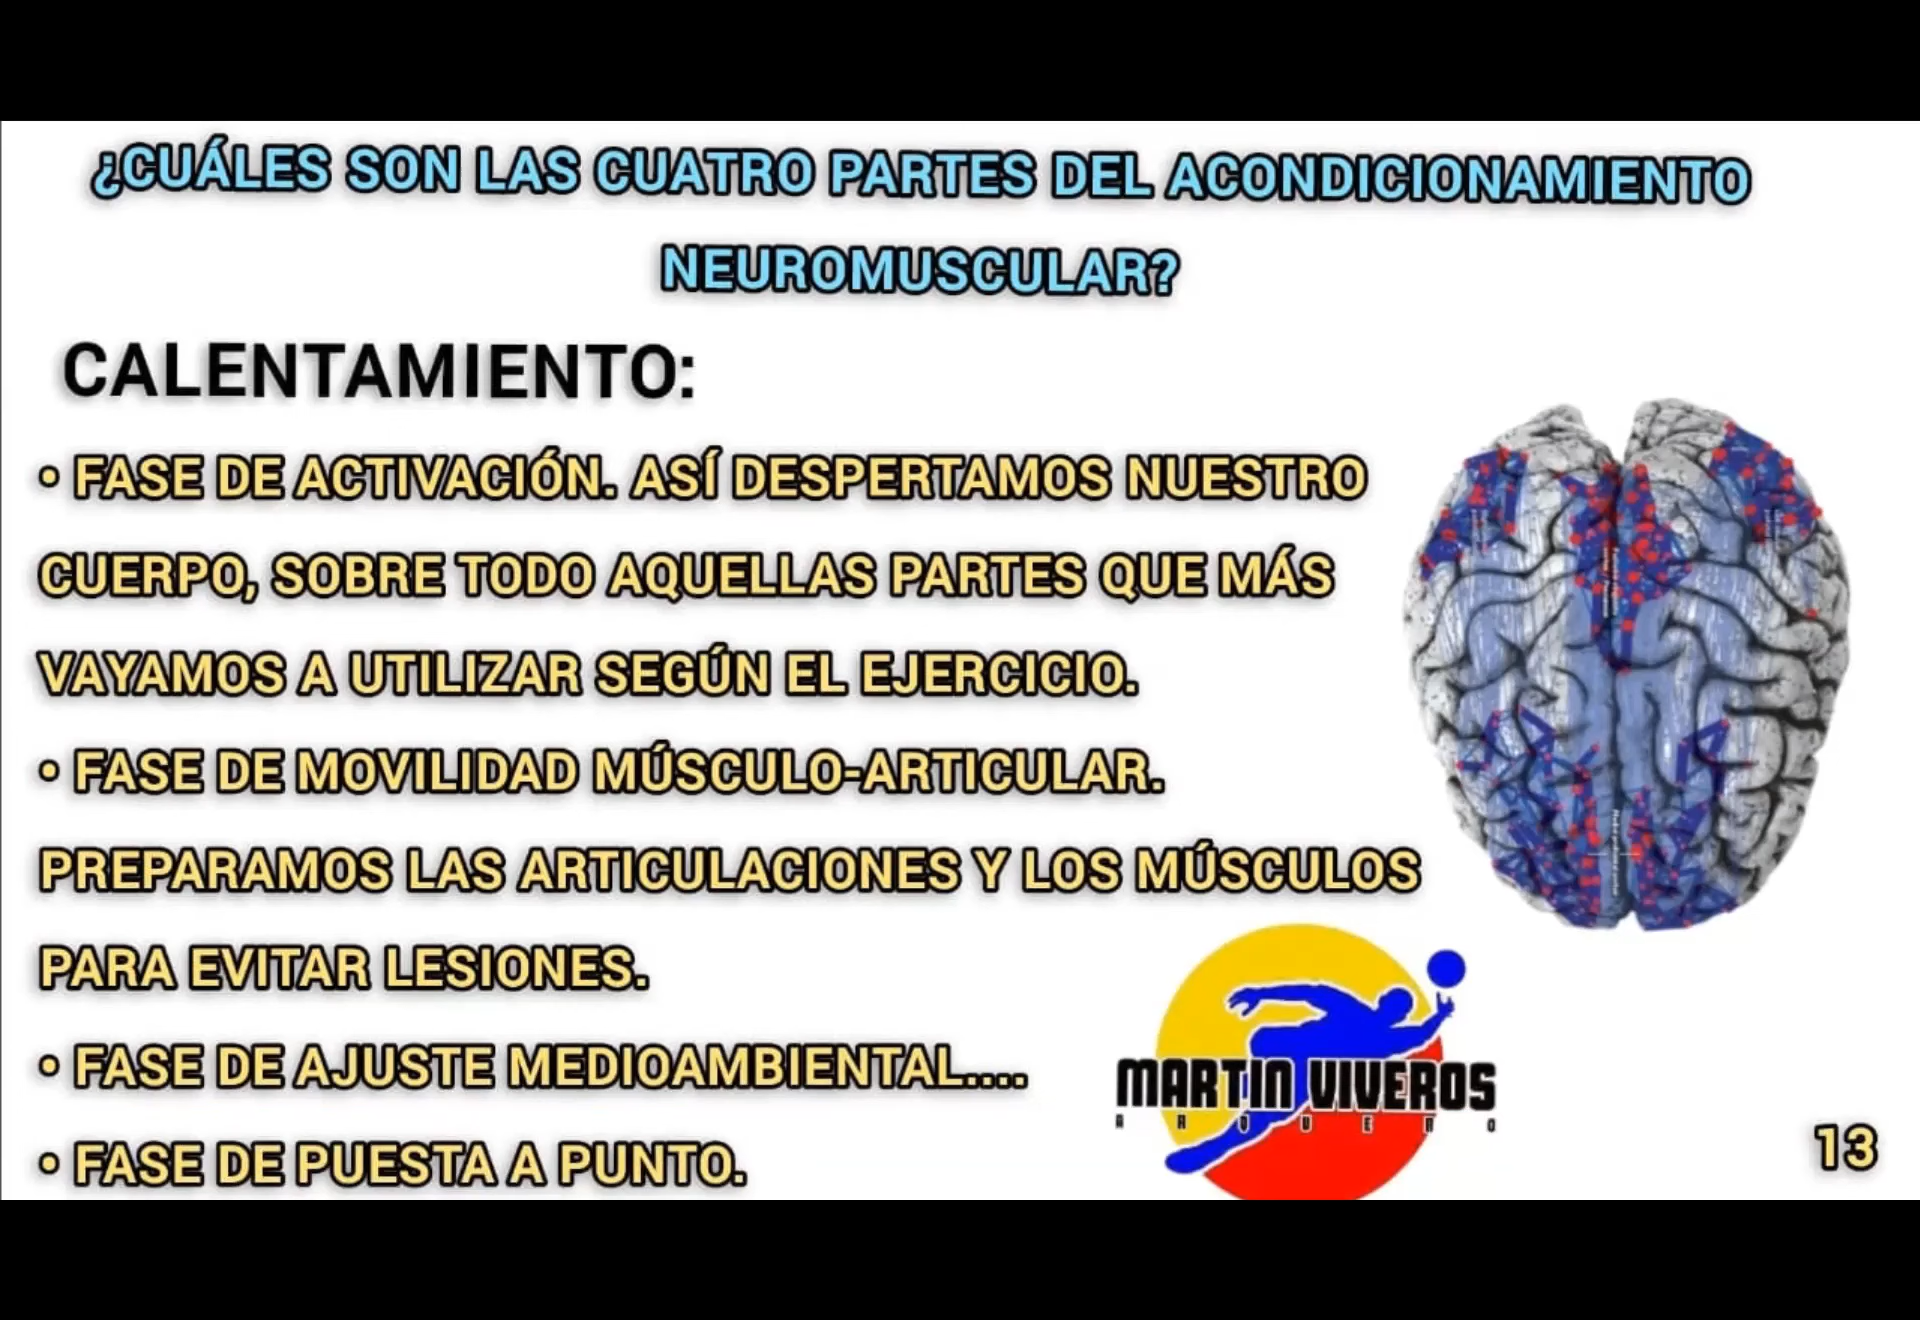 ¿CUÁLES SON LAS CUATRO PARTES DEL ACONDICIONAMIENTO
NEUROMUSCULAR?
CALENTAMIENTO:
• FASE DE ACTIVACIÓN. ASÍ DESPERTAMOS NUESTRO
CUERPO, SOBRE TODO AQUELLAS PARTES QUE MÁS
VAYAMOS A UTILIZAR SEGÚN EL EJERCICIO.
• FASE DE MOVILIDAD MÚSCULO-ARTICULAR.
PREPARAMOS LAS ARTICULACIONES Y LOS MÚSCULOS
PARA EVITAR LESIONES.
• FASE DE AJUSTE MEDIOAMBIENTAL....
• FASE DE PUESTA A PUNTO.
MARTIN VIVEROS
ARQUERO
13